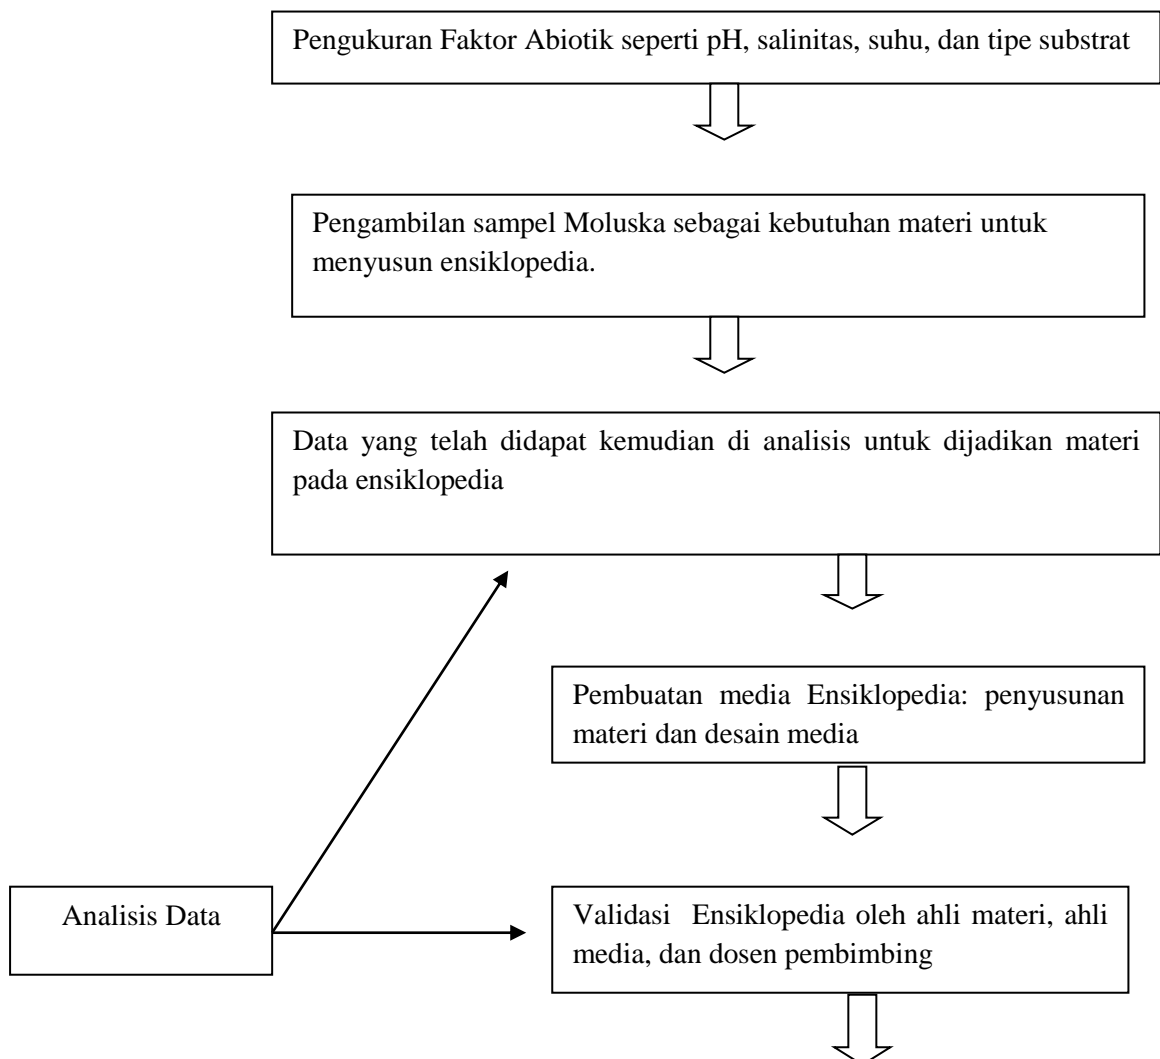 Pengukuran Faktor Abiotik seperti pH, salinitas, suhu, dan tipe substrat
Pengambilan sampel Moluska sebagai kebutuhan materi untuk
menyusun ensiklopedia.
Data yang telah didapat kemudian di analisis untuk dijadikan materi
pada ensiklopedia
Pembuatan media Ensiklopedia: penyusunan
materi dan desain media
Analisis Data
Validasi Ensiklopedia oleh ahli materi, ahli
media, dan dosen pembimbing